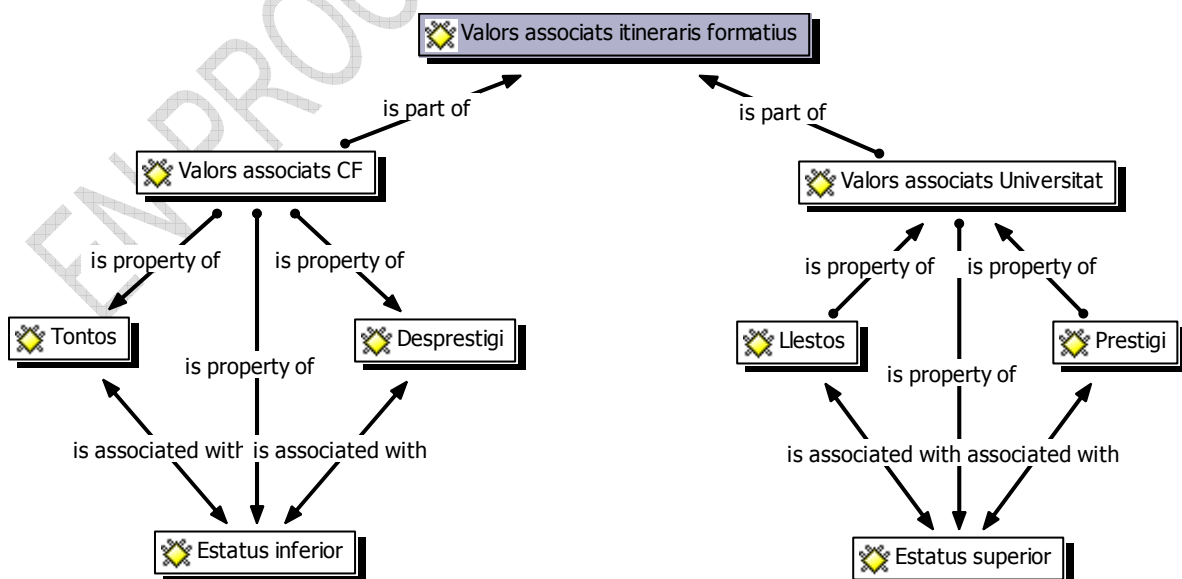 Valors associats itineraris formatius
is part of
is part of
Valors associats CF
Valors associats Universitat
is property of
is property of
is property of
is property of
Tontos
Desprestigi
Llestos
Prestigi
is property of
is property of
is associated with
is associated with
is associated with
associated with
Estatus inferior
Estatus superior